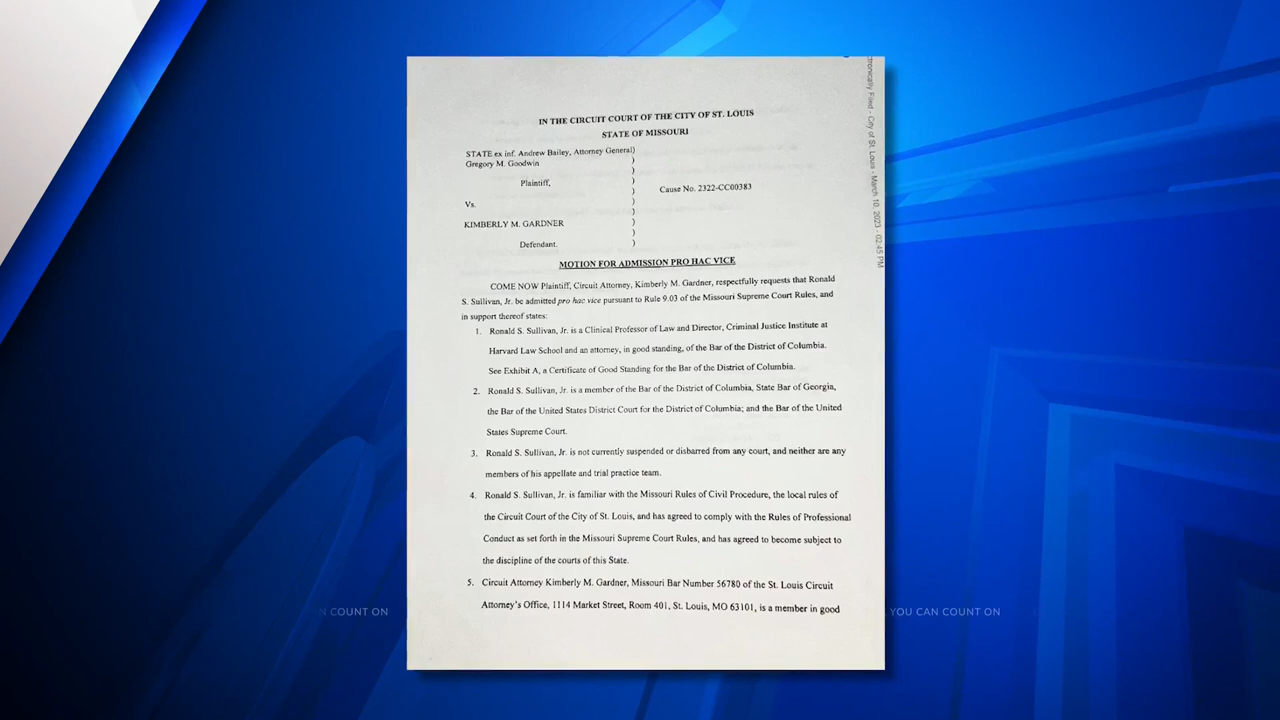 IN THE CIRCUIT COURT OF THE CITY OF ST. LOUIS
STATE OF MISSOURI
STATE ex inf. Andrew Bailey, Attorney General)
Gregory M. Goodwin )
)
Plaintiff, )
) Cause No. 2322-CC00383
Vs. )
)
KIMBERLY M. GARDNER )
)
Defendant. )
MOTION FOR ADMISSION PRO HAC VICE
COME NOW Plaintiff, Circuit Attorney, Kimberly M. Gardner, respectfully requests that Ronald
S. Sullivan, Jr. be admitted pro hac vice pursuant to Rule 9.03 of the Missouri Supreme Court Rules, and
in support thereof states:
1. Ronald S. Sullivan, Jr. is a Clinical Professor of Law and Director, Criminal Justice Institute at
Harvard Law School and an attorney, in good standing, of the Bar of the District of Columbia.
See Exhibit A, a Certificate of Good Standing for the Bar of the District of Columbia.
2. Ronald S. Sullivan, Jr. is a member of the Bar of the District of Columbia, State Bar of Georgia,
the Bar of the United States District Court for the District of Columbia; and the Bar of the United
States Supreme Court.
3. Ronald S. Sullivan, Jr. is not currently suspended or disbarred from any court, and neither are any
members of his appellate and trial practice team.
4. Ronald S. Sullivan, Jr. is familiar with the Missouri Rules of Civil Procedure, the local rules of
the Circuit Court of the City of St. Louis, and has agreed to comply with the Rules of Professional
Conduct as set forth in the Missouri Supreme Court Rules, and has agreed to become subject to
the discipline of the courts of this State.
5. Circuit Attorney Kimberly M. Gardner, Missouri Bar Number 56780 of the St. Louis Circuit
Attorney's Office, 1114 Market Street, Room 401, St. Louis, MO 63101, is a member in good
tronically Filed - City of St. Louis - March 10, 2023 - 02:45 PM
N COUNT ON
YOU CAN COUNT ON